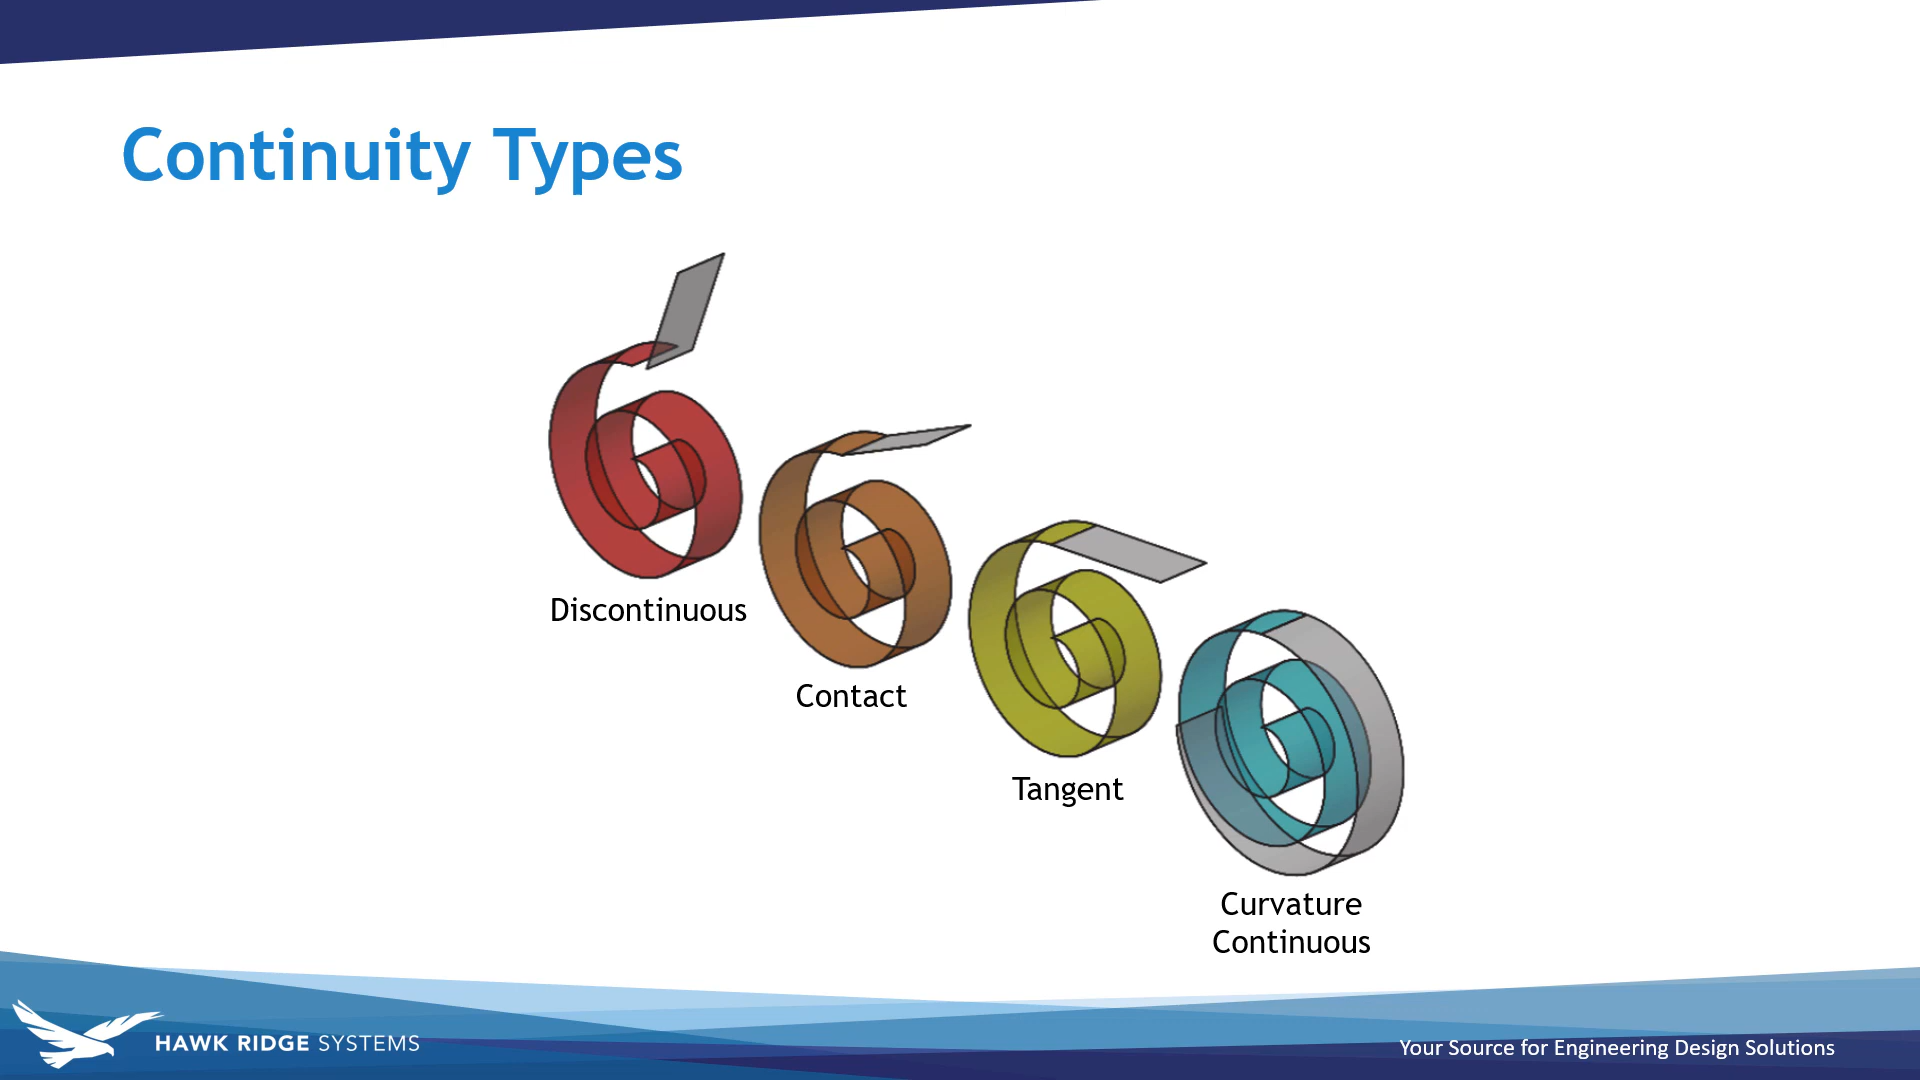 Continuity Types
Discontinuous
Contact
Tangent
Curvature
Continuous
HAWK RIDGE SYSTEMS
Your Source for Engineering Design Solutions